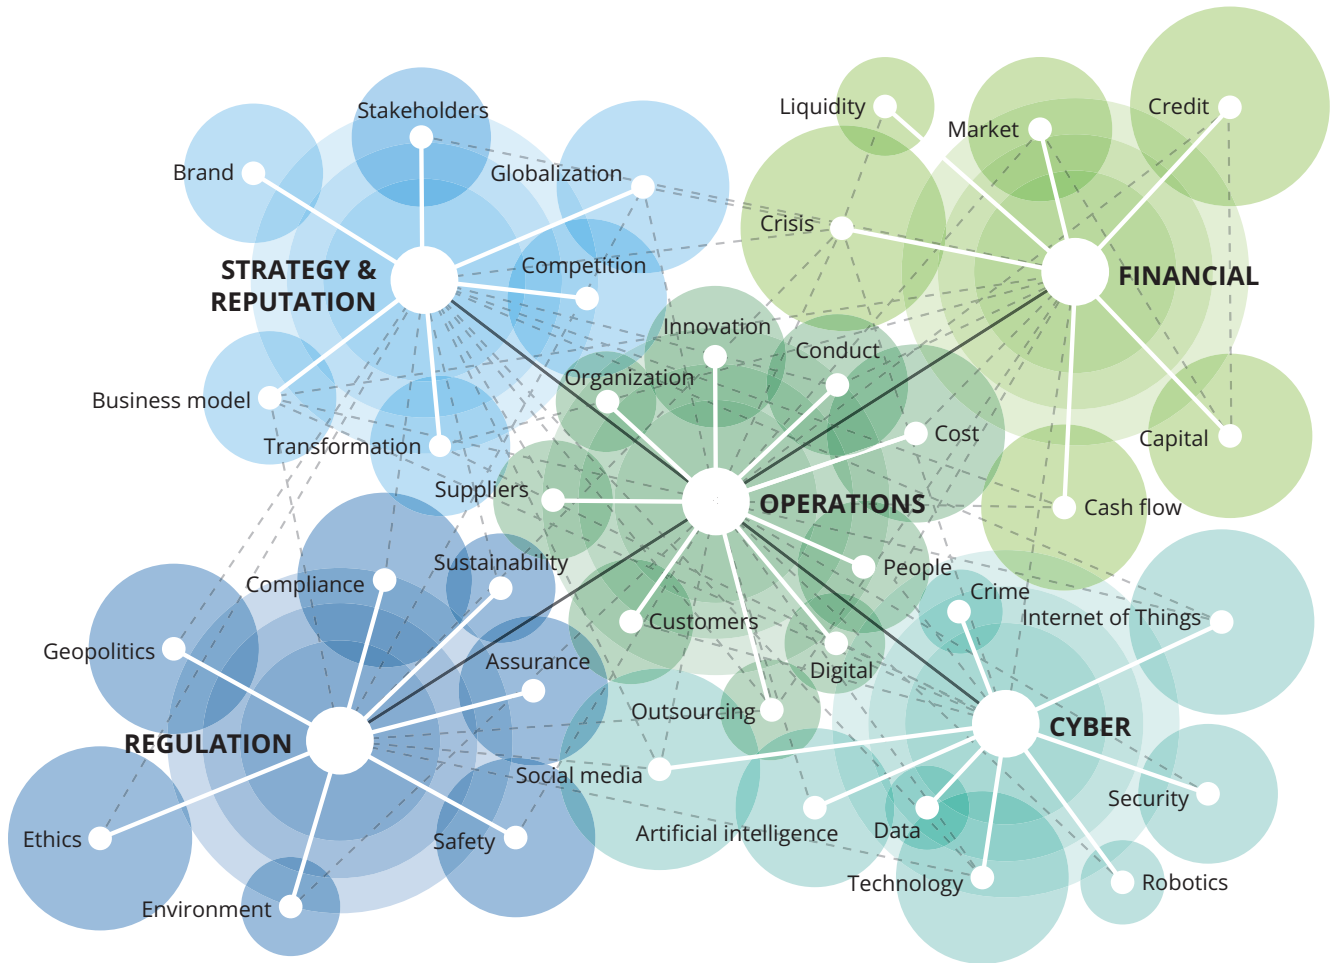 Stakeholders
Brand
Globalization
Competition
STRATEGY &
REPUTATION
Business model
Transformation
Liquidity
Market
Credit
Crisis
FINANCIAL
Capital
Cash flow
Innovation
Conduct
Organization
Cost
Suppliers
OPERATIONS
People
Customers
Digital
Outsourcing
Compliance
Sustainability
Geopolitics
Assurance
REGULATION
Ethics
Safety
Environment
Crime
Internet of Things
CYBER
Social media
Security
Artificial intelligence
Data
Technology
Robotics